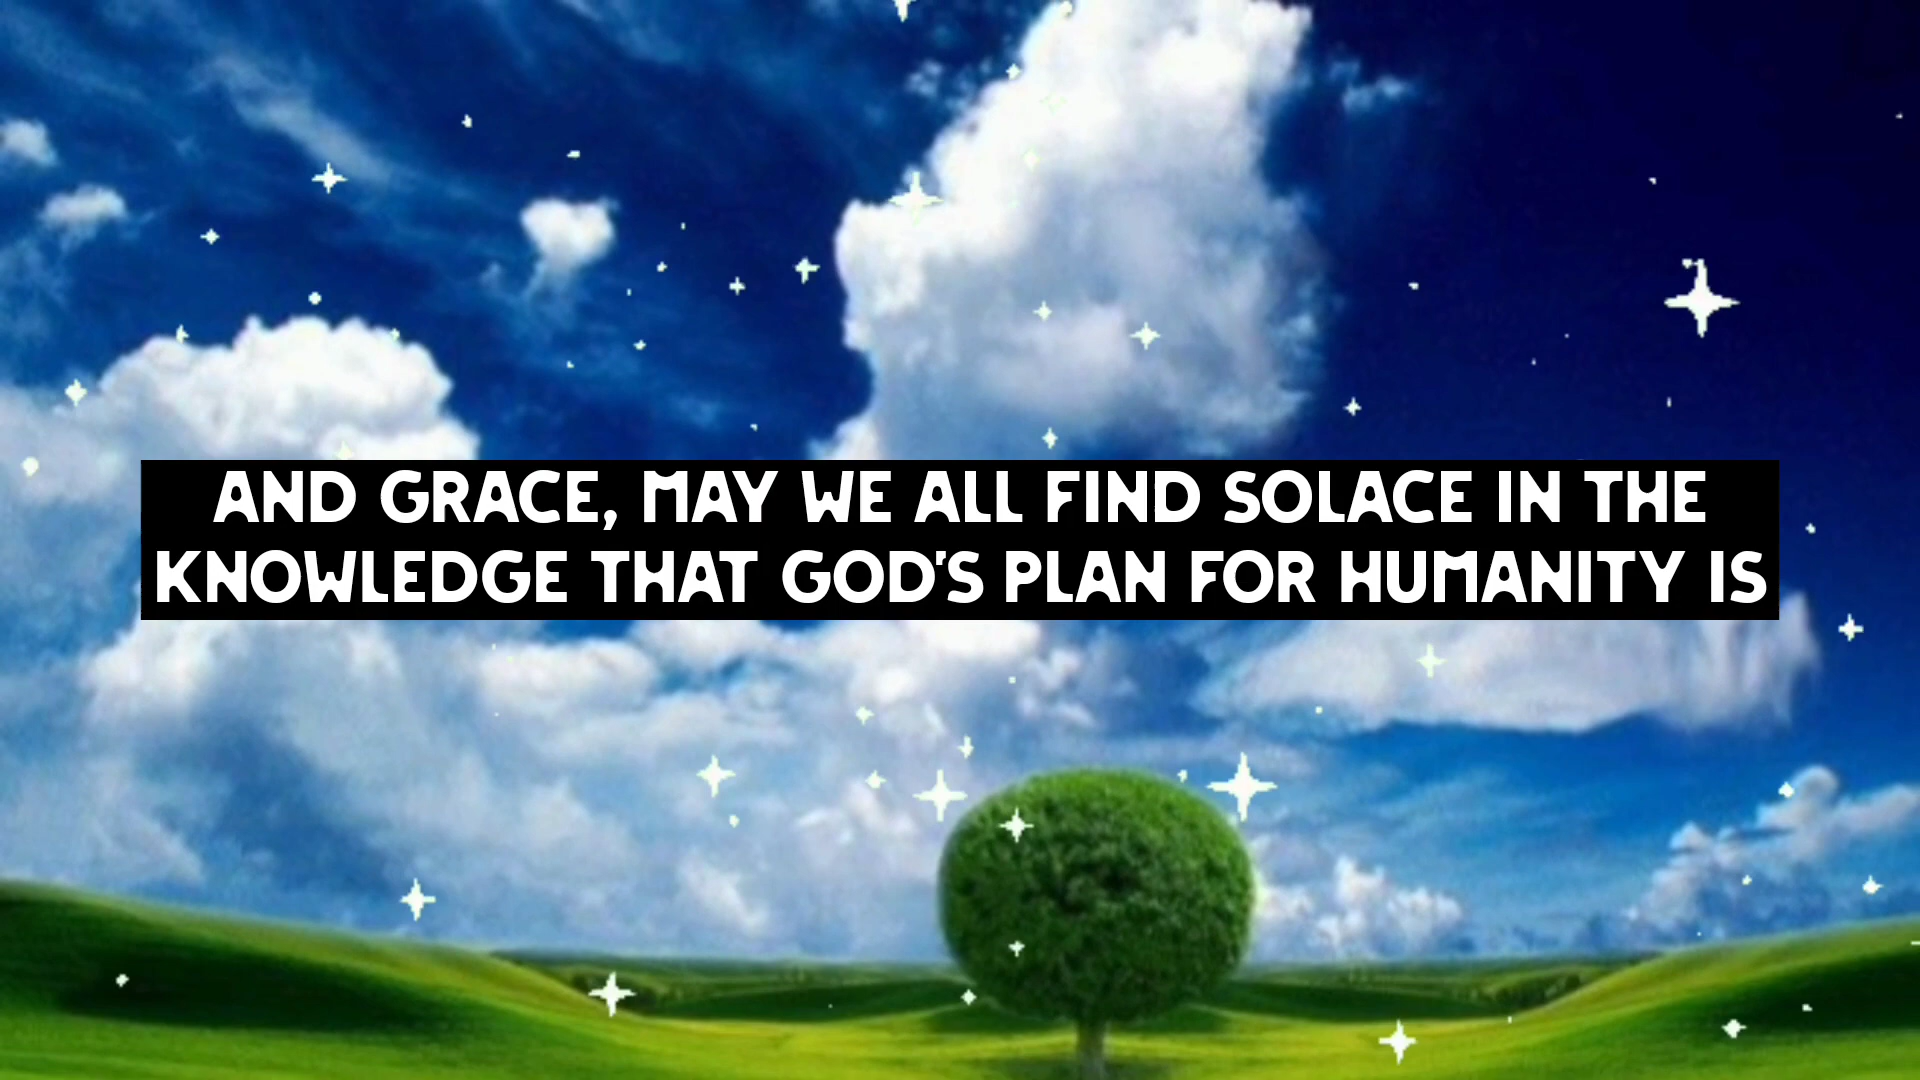 AND GRACE, MAY WE ALL FIND SOLACE IN THE
KNOWLEDGE THAT GOD'S PLAN FOR HUMANITY IS